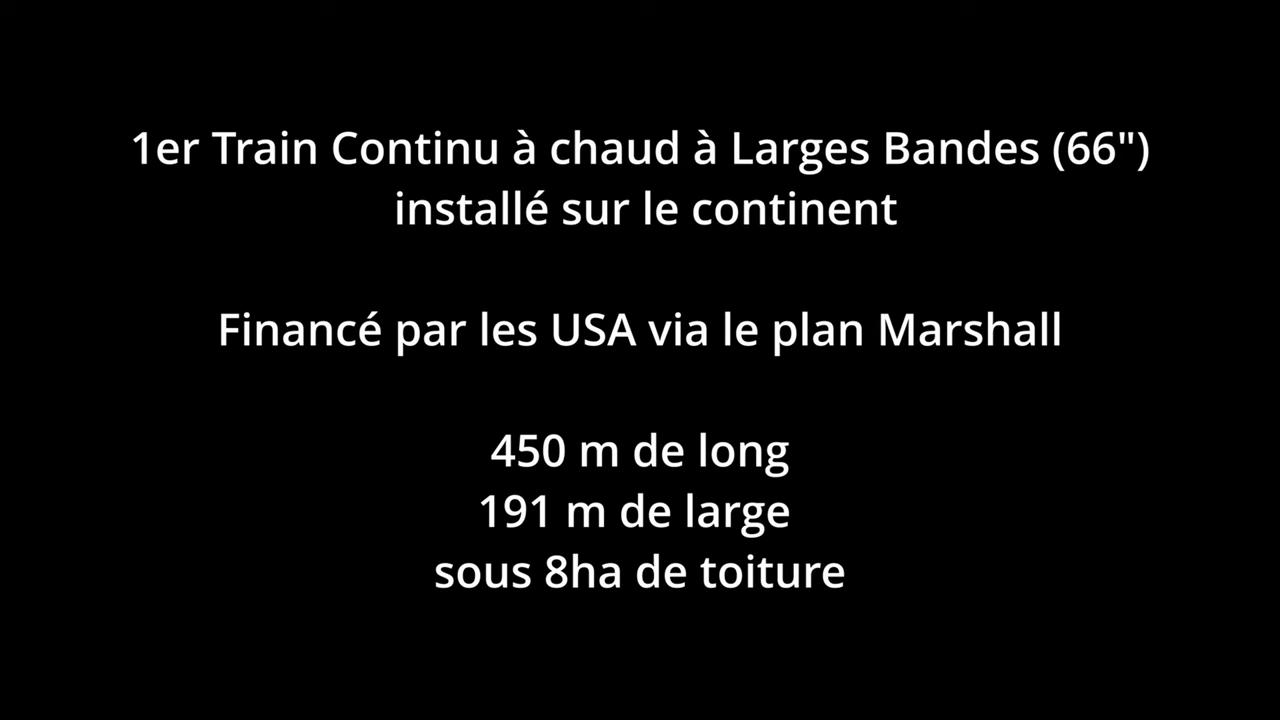 1er Train Continu à chaud à Larges Bandes (66")
installé sur le continent
Financé par les USA via le plan Marshall
450 m de long
191 m de large
sous 8ha de toiture